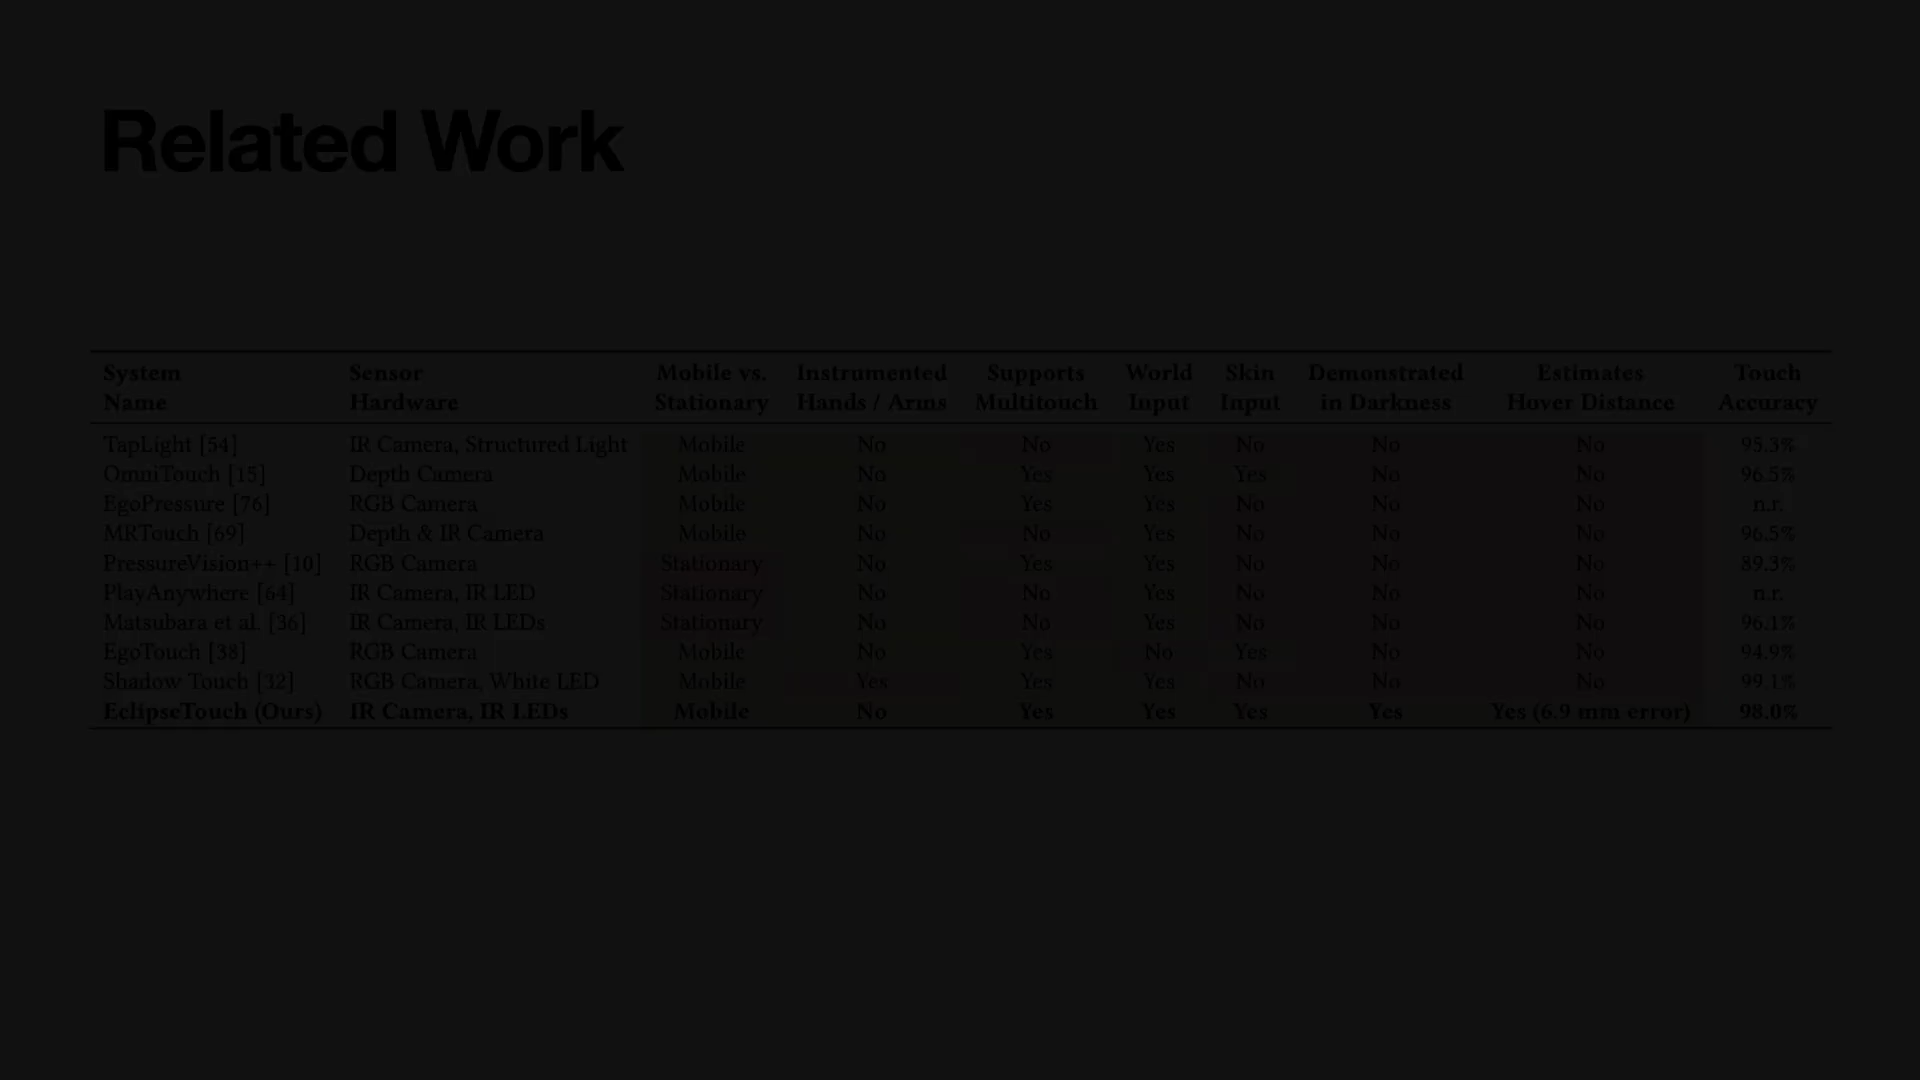 Related Work
System Name Sensor Hardware Mobile vs. Stationary Instrumented Hands / Arms Supports Multitouch World Input Skin Input Demonstrated in Darkness Estimates Hover Distance Touch Accuracy
TapLight [54] IR Camera, Structured Light Mobile No No Yes No No No 95.3%
OmniTouch [15] Depth Camera Mobile No Yes Yes Yes No No 96.5%
EgoPressure [76] RGB Camera Mobile No Yes Yes No No No n.r.
MRTouch [69] Depth & IR Camera Mobile No No Yes No No No 96.5%
PressureVision++ [10] RGB Camera Stationary No Yes Yes No No No 89.3%
PlayAnywhere [64] IR Camera, IR LED Stationary No No Yes No No No n.r.
Matsubara et al. [36] IR Camera, IR LEDs Stationary No No Yes No No No 96.1%
EgoTouch [38] RGB Camera Mobile No Yes No Yes No No 94.9%
Shadow Touch [32] RGB Camera, White LED Mobile Yes Yes Yes No No No 99.1%
EclipseTouch (Ours) IR Camera, IR LEDs Mobile No Yes Yes Yes Yes Yes (6.9 mm error) 98.0%